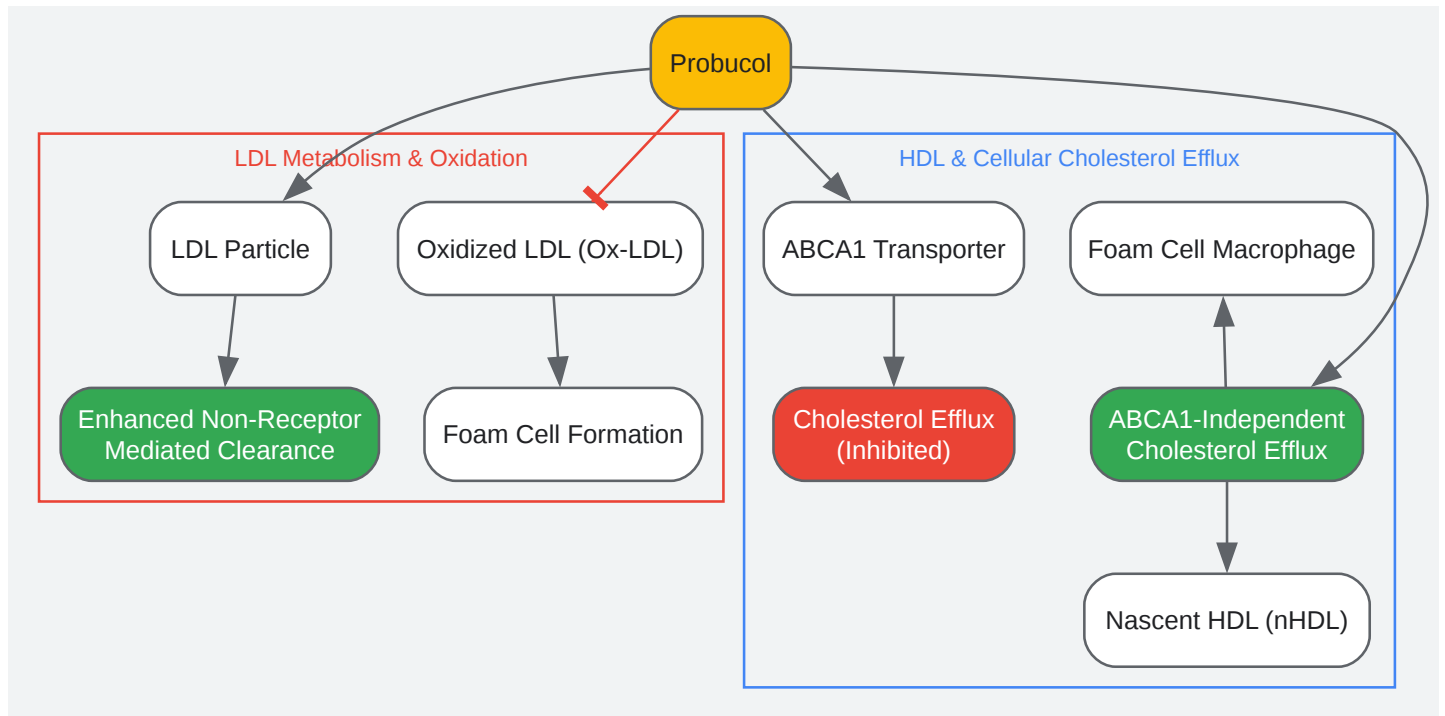 Probucol
LDL Metabolism & Oxidation
HDL & Cellular Cholesterol Efflux
LDL Particle
Oxidized LDL (Ox-LDL)
ABCA1 Transporter
Foam Cell Macrophage
Enhanced Non-Receptor
Mediated Clearance
Foam Cell Formation
Cholesterol Efflux
(Inhibited)
ABCA1-Independent
Cholesterol Efflux
Nascent HDL (nHDL)